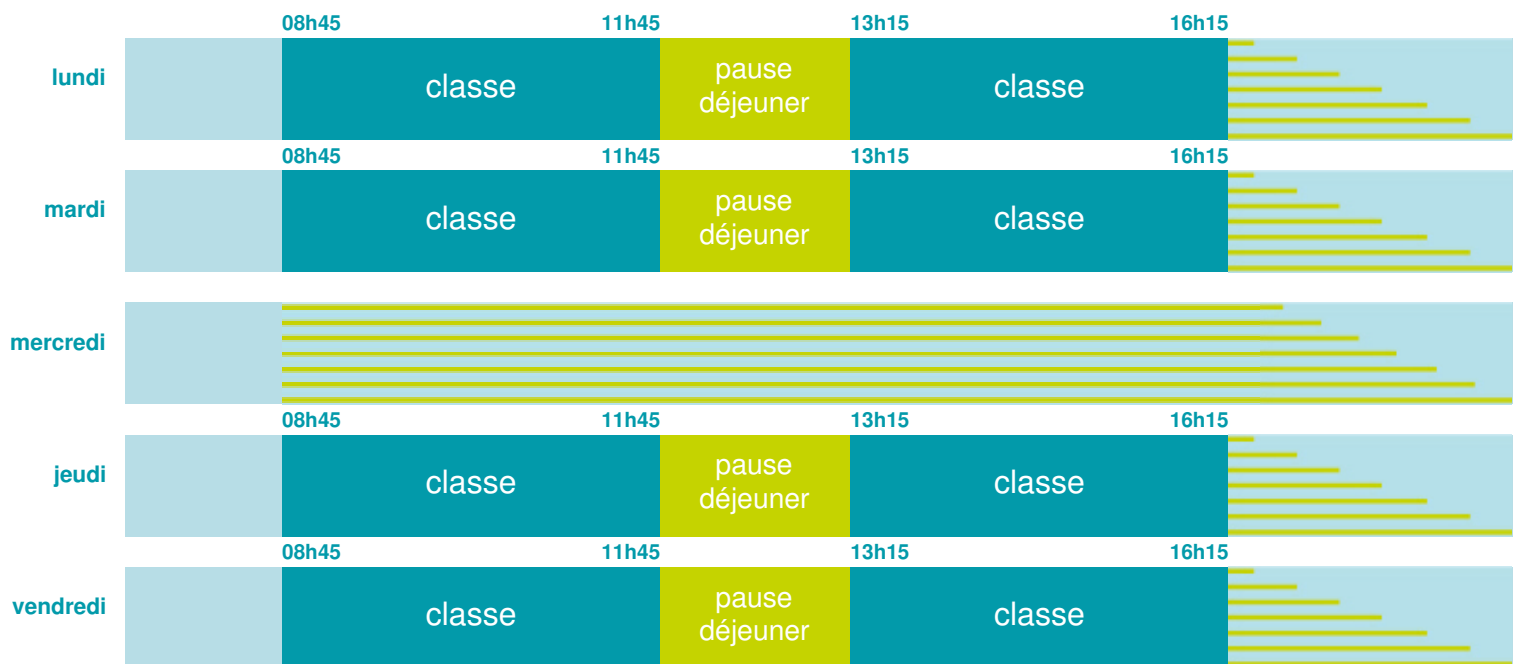 08h45 11h45 13h15 16h15
lundi classe pause déjeuner classe
08h45 11h45 13h15 16h15
mardi classe pause déjeuner classe
mercredi
08h45 11h45 13h15 16h15
jeudi classe pause déjeuner classe
08h45 11h45 13h15 16h15
vendredi classe pause déjeuner classe